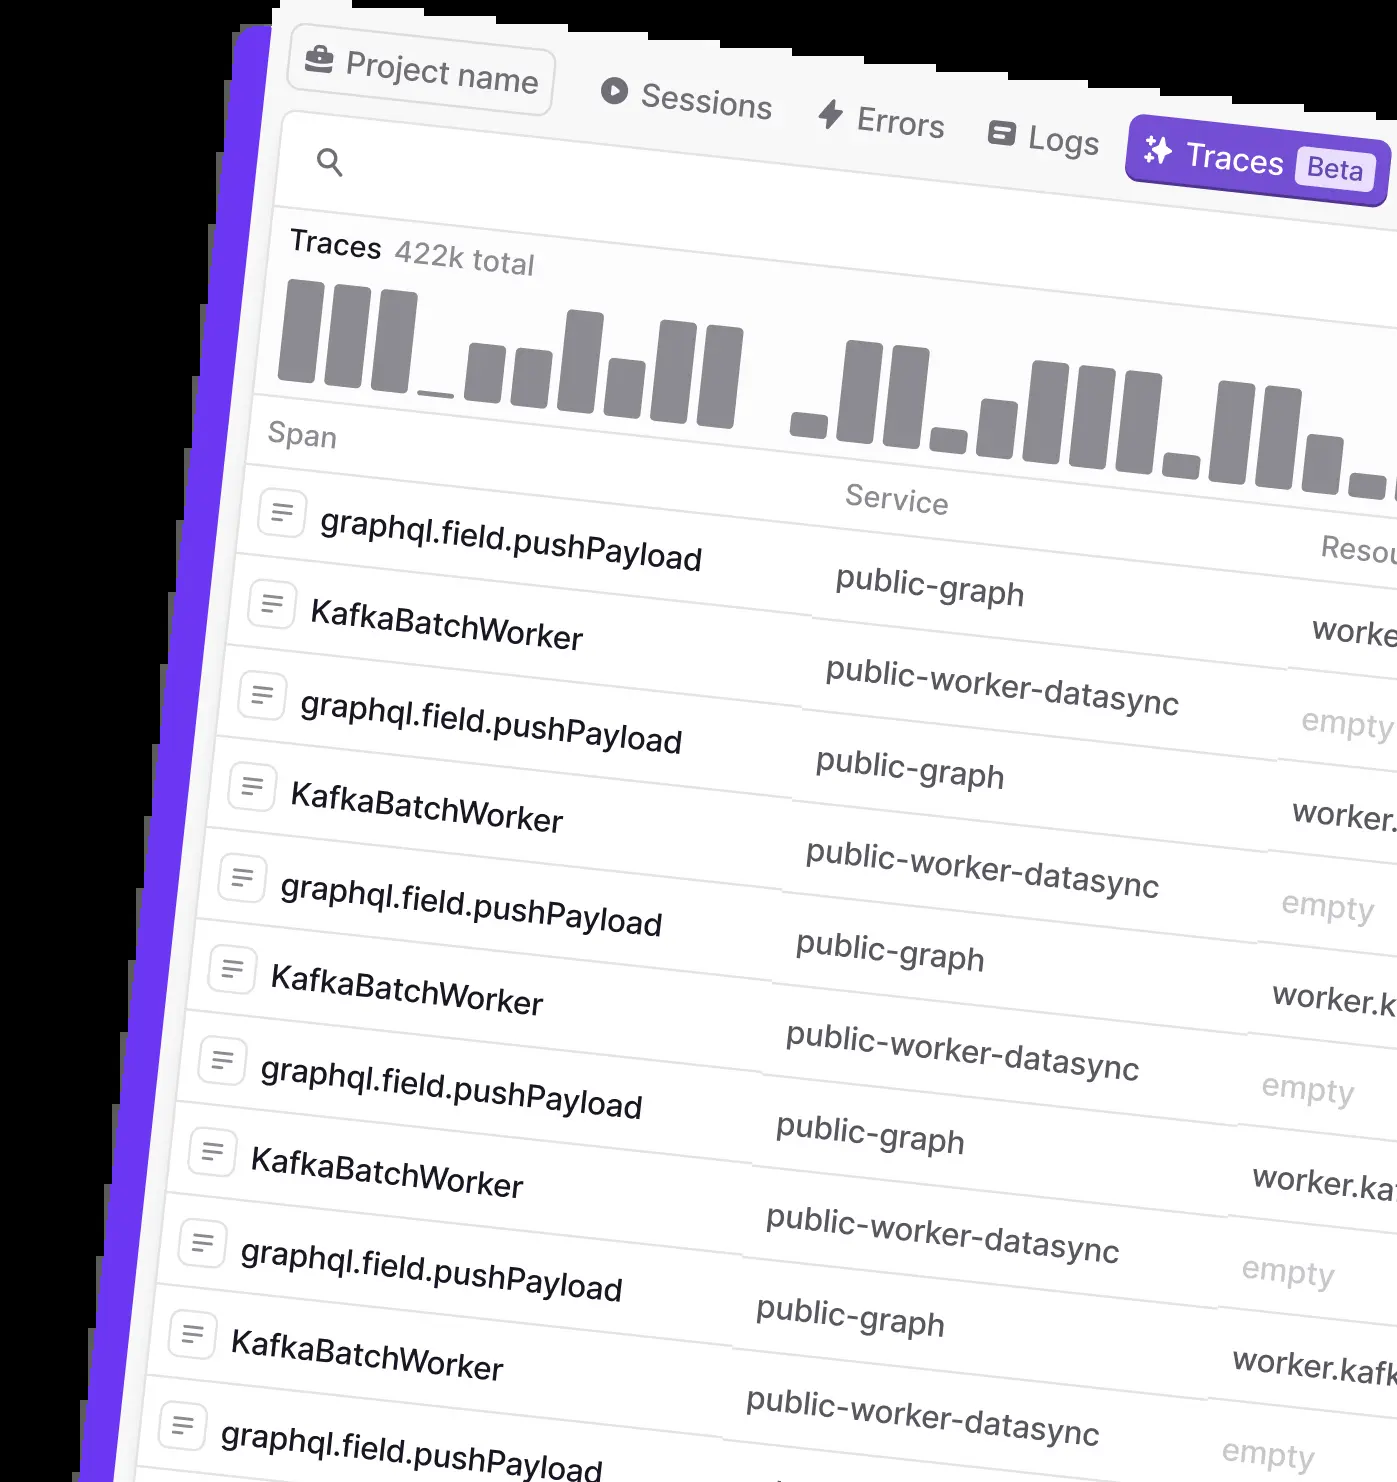 Project name Sessions Errors Logs Traces Beta
Traces 422k total
Span Service Resou
graphql.field.pushPayload public-graph worke
KafkaBatchWorker public-worker-datasync empty
graphql.field.pushPayload public-graph worker.
KafkaBatchWorker public-worker-datasync empty
graphql.field.pushPayload public-graph worker.k
KafkaBatchWorker public-worker-datasync empty
graphql.field.pushPayload public-graph worker.ka
KafkaBatchWorker public-worker-datasync empty
graphql.field.pushPayload public-graph worker.kafk
KafkaBatchWorker public-worker-datasync empty
graphql.field.pushPayload